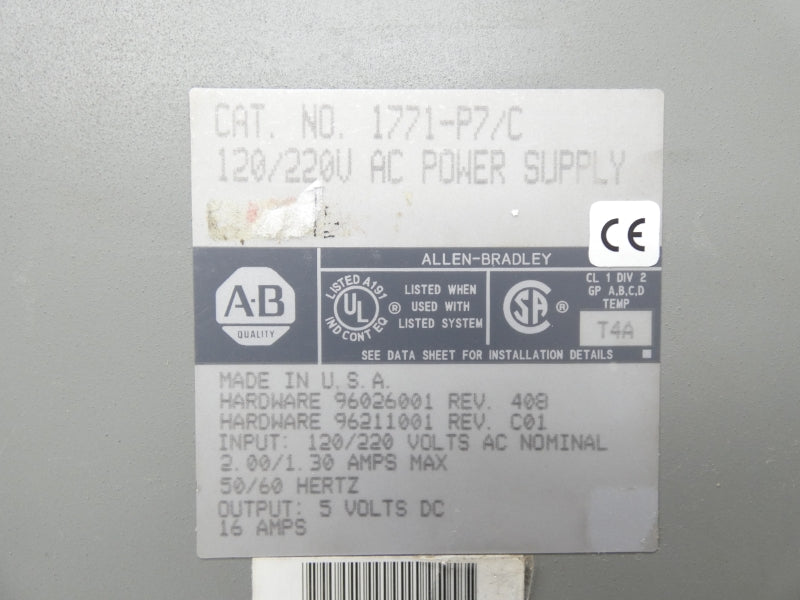 CAT. NO. 1771-P7/C
120/220V AC POWER SUPPLY
CE
ALLEN-BRADLEY
A-B
QUALITY
LISTED A191
UL
IND CONT EQ
®
LISTED WHEN
USED WITH
LISTED SYSTEM
SA
®
CL 1 DIV 2
GP A,B,C,D
TEMP
T4A
SEE DATA SHEET FOR INSTALLATION DETAILS
MADE IN U.S.A.
HARDWARE 96026001 REV. 408
HARDWARE 96211001 REV. C01
INPUT: 120/220 VOLTS AC NOMINAL
2.00/1.30 AMPS MAX
50/60 HERTZ
OUTPUT: 5 VOLTS DC
16 AMPS